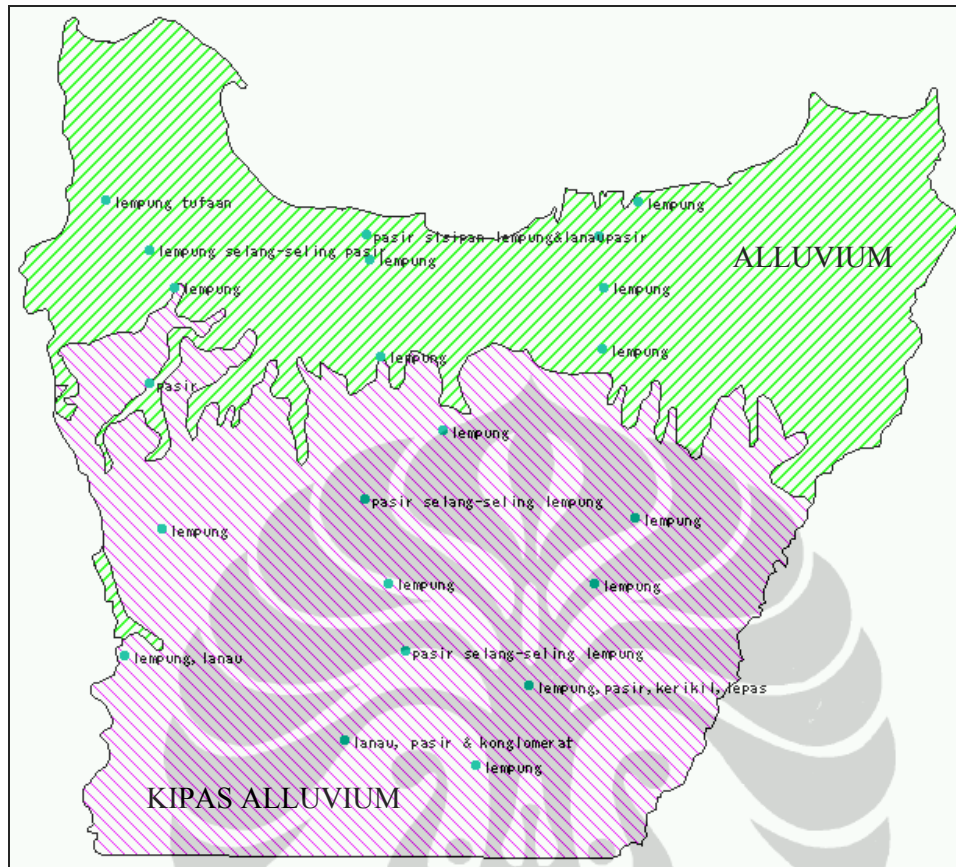 lempung tufaan
lempung
pasir sisipan lempung&lanau
pasir
lempung selang-seling pasir
lempung
ALLUVIUM
lempung
lempung
lempung
lempung
pasir
lempung
pasir selang-seling lempung
lempung
lempung
lempung
lempung
pasir selang-seling lempung
lempung, lanau
lempung, pasir, kerikil, lepas
lanau, pasir & konglomerat
lempung
KIPAS ALLUVIUM